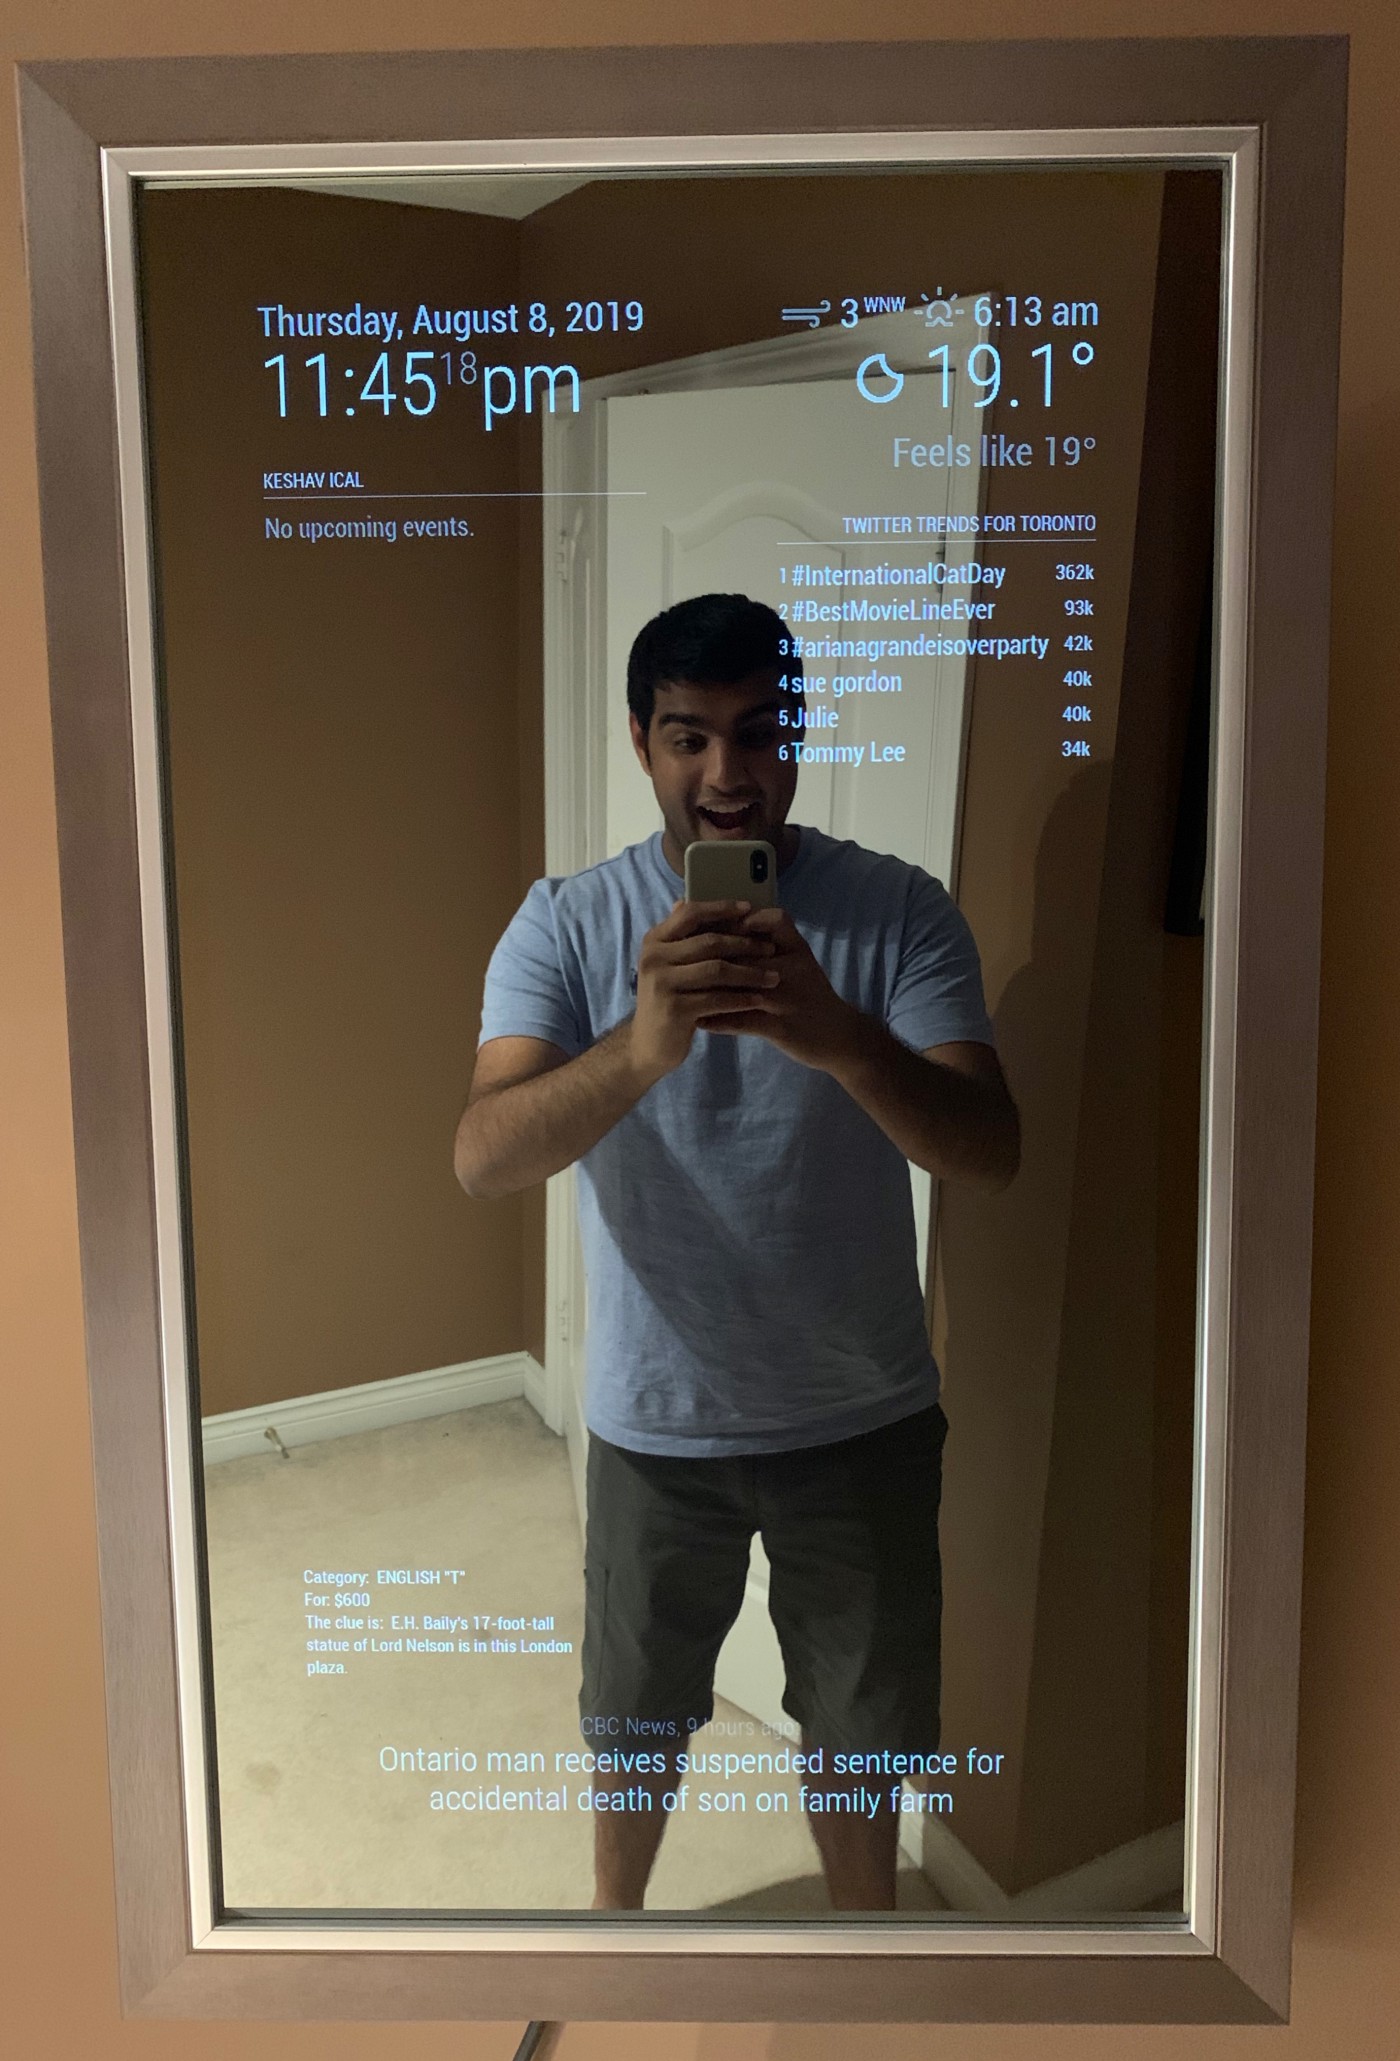 Thursday, August 8, 2019
11:45 18 pm
KESHAV ICAL
No upcoming events.
3 WNW 6:13 am
19.1°
Feels like 19°
TWITTER TRENDS FOR TORONTO
1 #InternationalCatDay 362k
2 #BestMovieLineEver 93k
3 #arianagrandeisoverparty 42k
4 sue gordon 40k
5 Julie 40k
6 Tommy Lee 34k
Category: ENGLISH "T"
For: $600
The clue is: E.H. Baily's 17-foot-tall
statue of Lord Nelson is in this London
plaza.
CBC News, 9 hours ago:
Ontario man receives suspended sentence for
accidental death of son on family farm